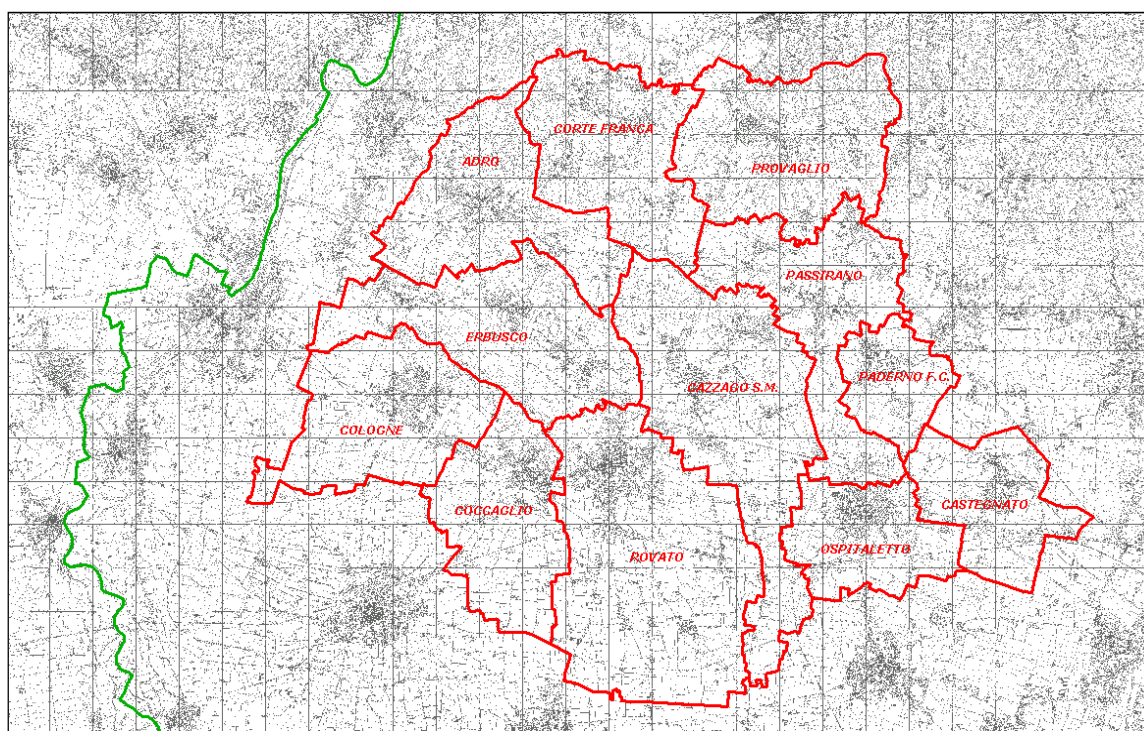 CORTE FRANCA
ADRO
PROVAGLIO
PASSIRANO
ERBUSCO
PADERNO F.C.
CAZZAGO S.M.
COLOGNE
CASTEGNATO
COCCAGLIO
OSPITALETTO
ROVATO